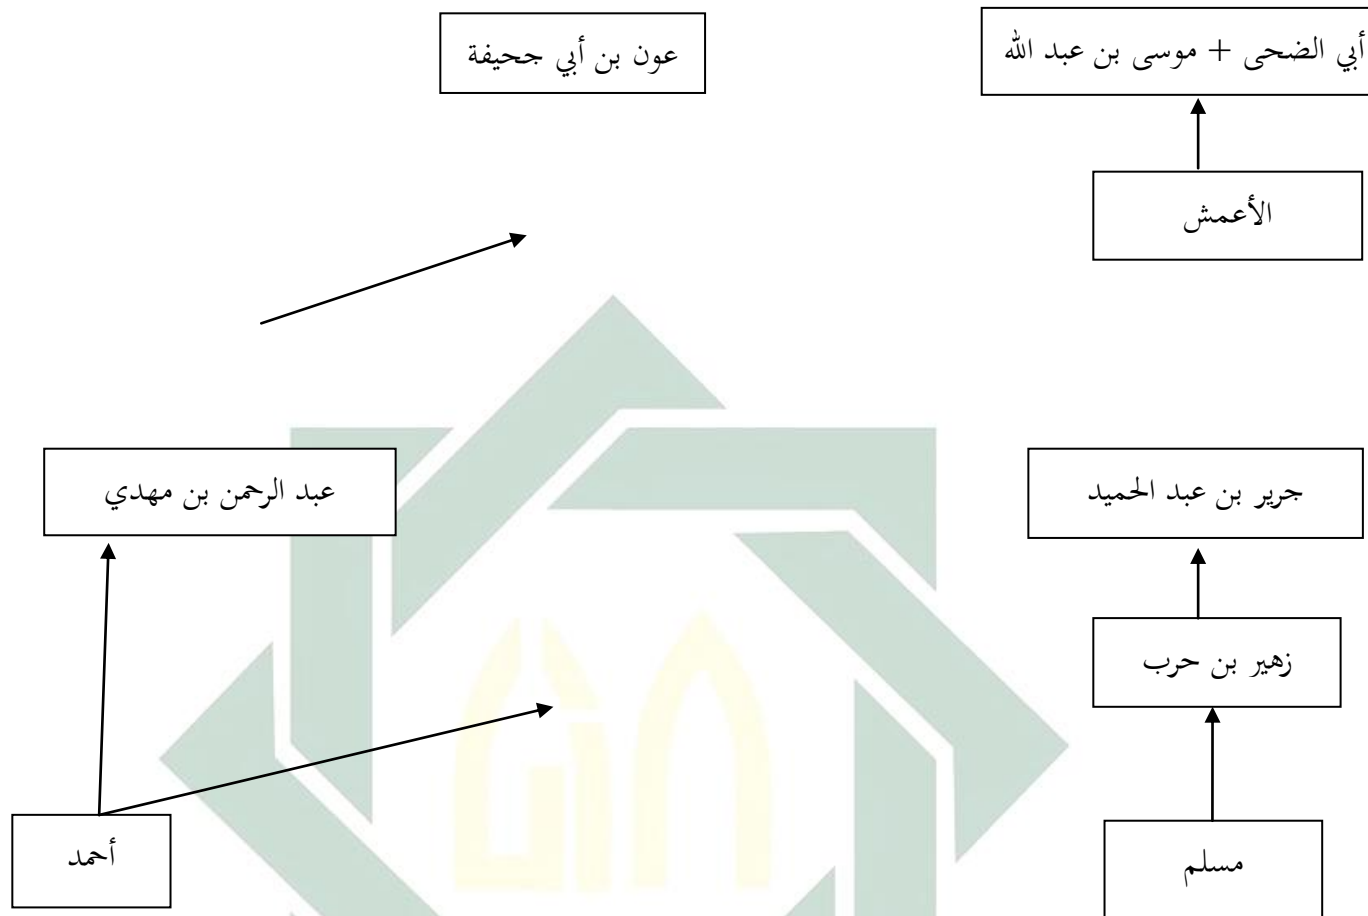 أبي الضحى + موسى بن عبد الله
عون بن أبي جحيفة
الأعمش
جرير بن عبد الحميد
عبد الرحمن بن مهدي
زهير بن حرب
مسلم
أحمد